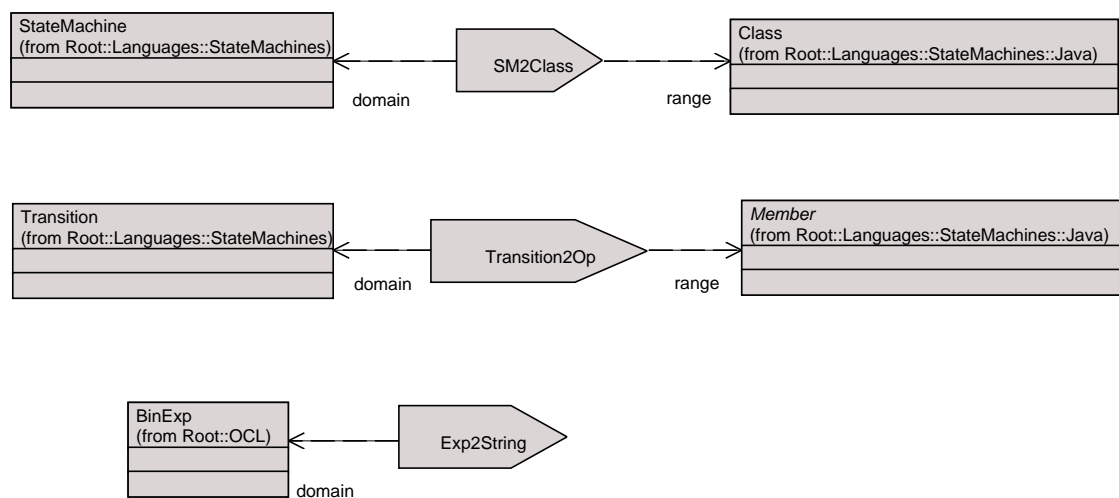 StateMachine
(from Root::Languages::StateMachines)
SM2Class
Class
(from Root::Languages::StateMachines::Java)
domain
range
Transition
(from Root::Languages::StateMachines)
Transition2Op
Member
(from Root::Languages::StateMachines::Java)
domain
range
BinExp
(from Root::OCL)
Exp2String
domain